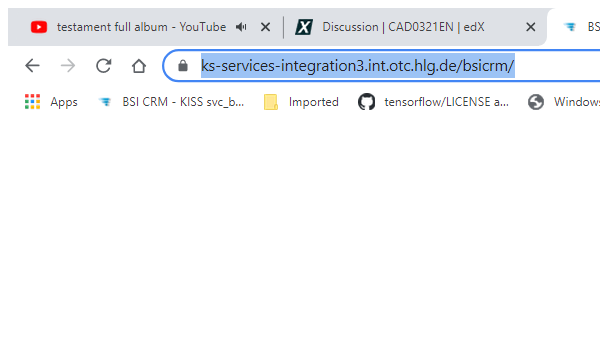 testament full album - YouTube
Discussion | CAD0321EN | edX
BS
ks-services-integration3.int.otc.hlg.de/bsicrm/
Apps BSI CRM - KISS svc_b... Imported tensorflow/LICENSE a... Windows